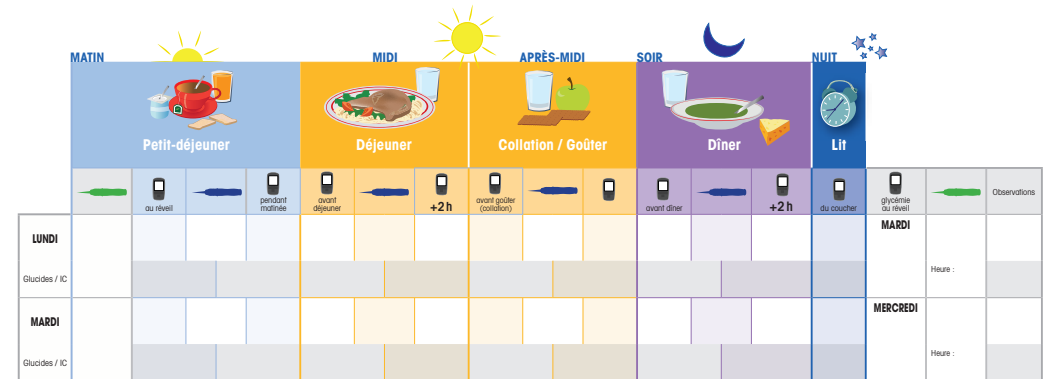 MATIN
MIDI
APRÈS-MIDI
SOIR
NUIT
Petit-déjeuner
Déjeuner
Collation / Goûter
Dîner
Lit
au réveil
pendant
matinée
avant
déjeuner
+2 h
avant goûter
(collation)
avant dîner
+2 h
du coucher
glycémie
au réveil
Observations
LUNDI
MARDI
Glucides / IC
Heure :
MARDI
MERCREDI
Glucides / IC
Heure :